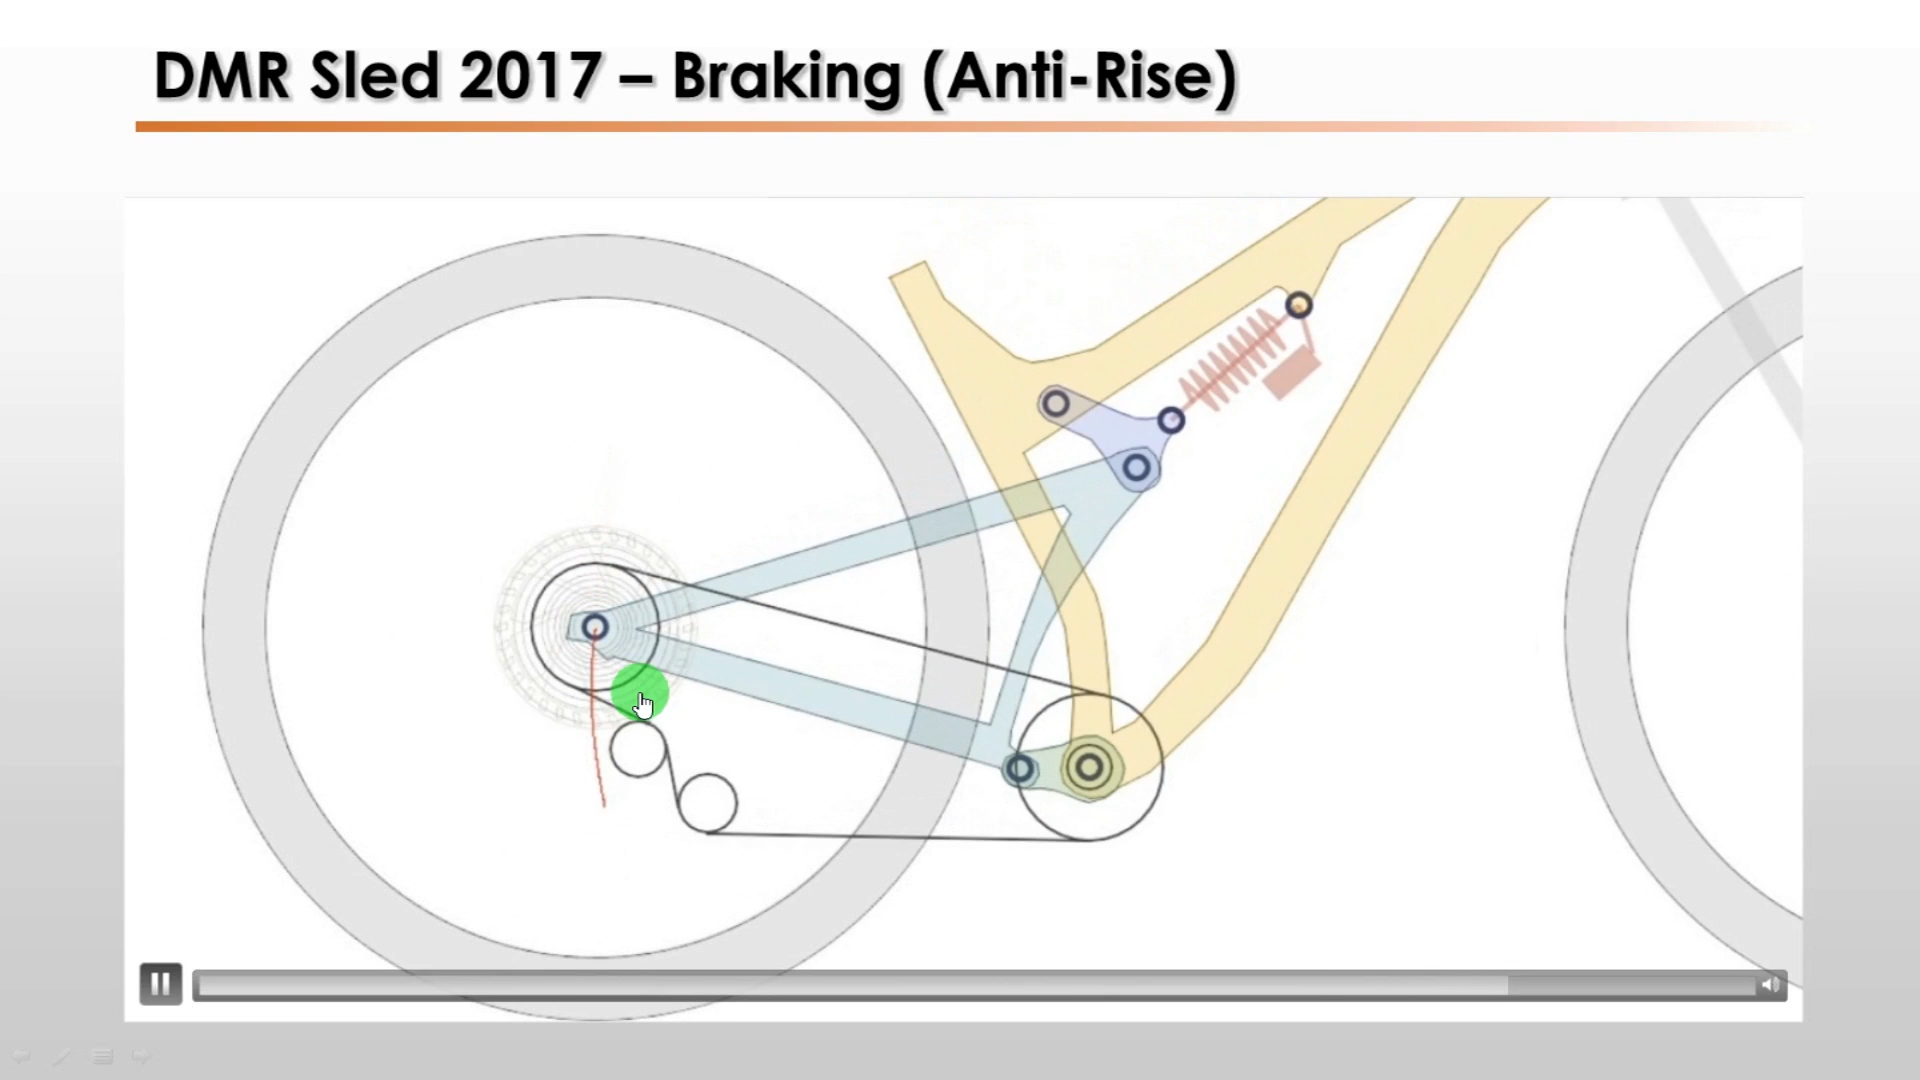 DMR Sled 2017 – Braking (Anti-Rise)